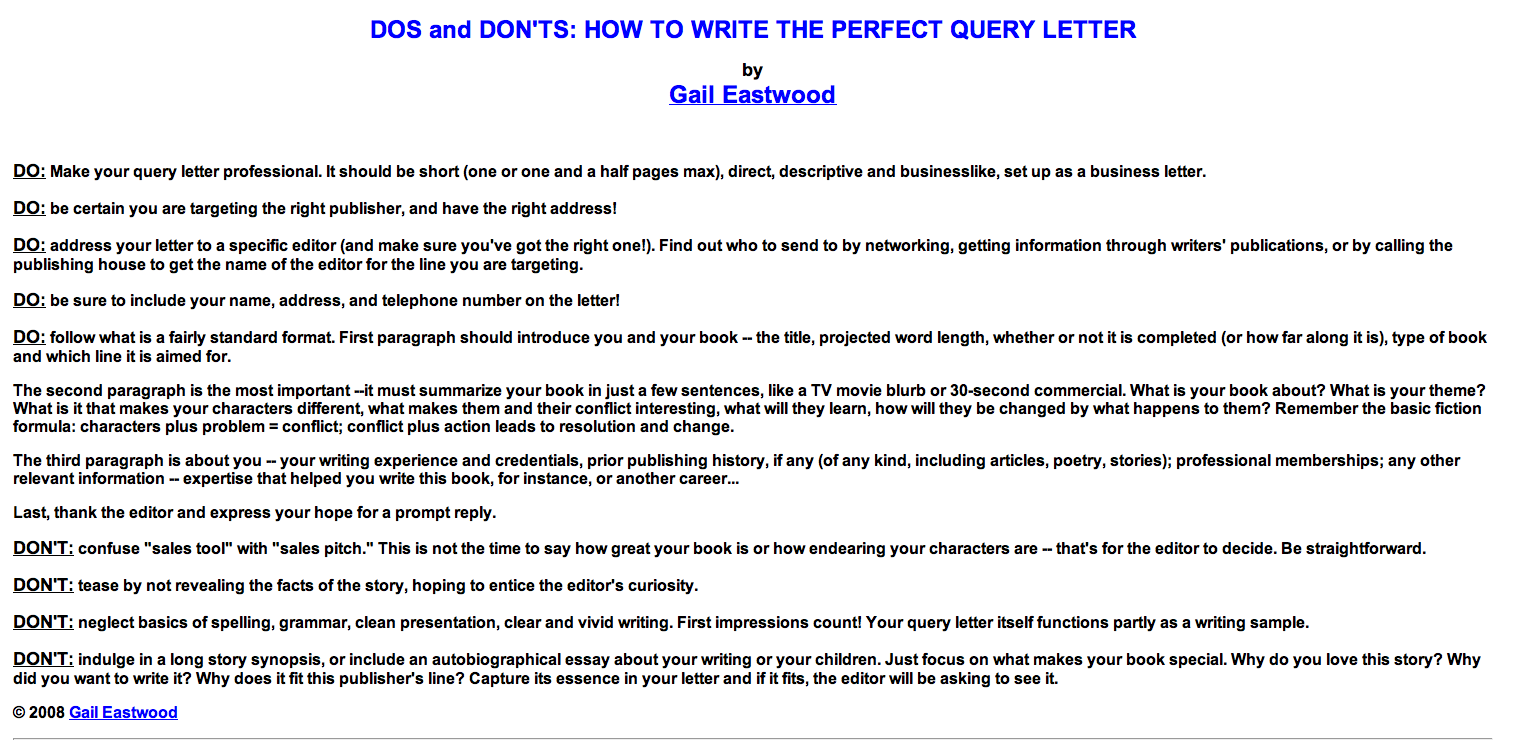 DOS and DON'TS: HOW TO WRITE THE PERFECT QUERY LETTER
by
Gail Eastwood
DO: Make your query letter professional. It should be short (one or one and a half pages max), direct, descriptive and businesslike, set up as a business letter.
DO: be certain you are targeting the right publisher, and have the right address!
DO: address your letter to a specific editor (and make sure you've got the right one!). Find out who to send to by networking, getting information through writers' publications, or by calling the
publishing house to get the name of the editor for the line you are targeting.
DO: be sure to include your name, address, and telephone number on the letter!
DO: follow what is a fairly standard format. First paragraph should introduce you and your book -- the title, projected word length, whether or not it is completed (or how far along it is), type of book
and which line it is aimed for.
The second paragraph is the most important --it must summarize your book in just a few sentences, like a TV movie blurb or 30-second commercial. What is your book about? What is your theme?
What is it that makes your characters different, what makes them and their conflict interesting, what will they learn, how will they be changed by what happens to them? Remember the basic fiction
formula: characters plus problem = conflict; conflict plus action leads to resolution and change.
The third paragraph is about you -- your writing experience and credentials, prior publishing history, if any (of any kind, including articles, poetry, stories); professional memberships; any other
relevant information -- expertise that helped you write this book, for instance, or another career...
Last, thank the editor and express your hope for a prompt reply.
DON'T: confuse "sales tool" with "sales pitch." This is not the time to say how great your book is or how endearing your characters are -- that's for the editor to decide. Be straightforward.
DON'T: tease by not revealing the facts of the story, hoping to entice the editor's curiosity.
DON'T: neglect basics of spelling, grammar, clean presentation, clear and vivid writing. First impressions count! Your query letter itself functions partly as a writing sample.
DON'T: indulge in a long story synopsis, or include an autobiographical essay about your writing or your children. Just focus on what makes your book special. Why do you love this story? Why
did you want to write it? Why does it fit this publisher's line? Capture its essence in your letter and if it fits, the editor will be asking to see it.
© 2008 Gail Eastwood